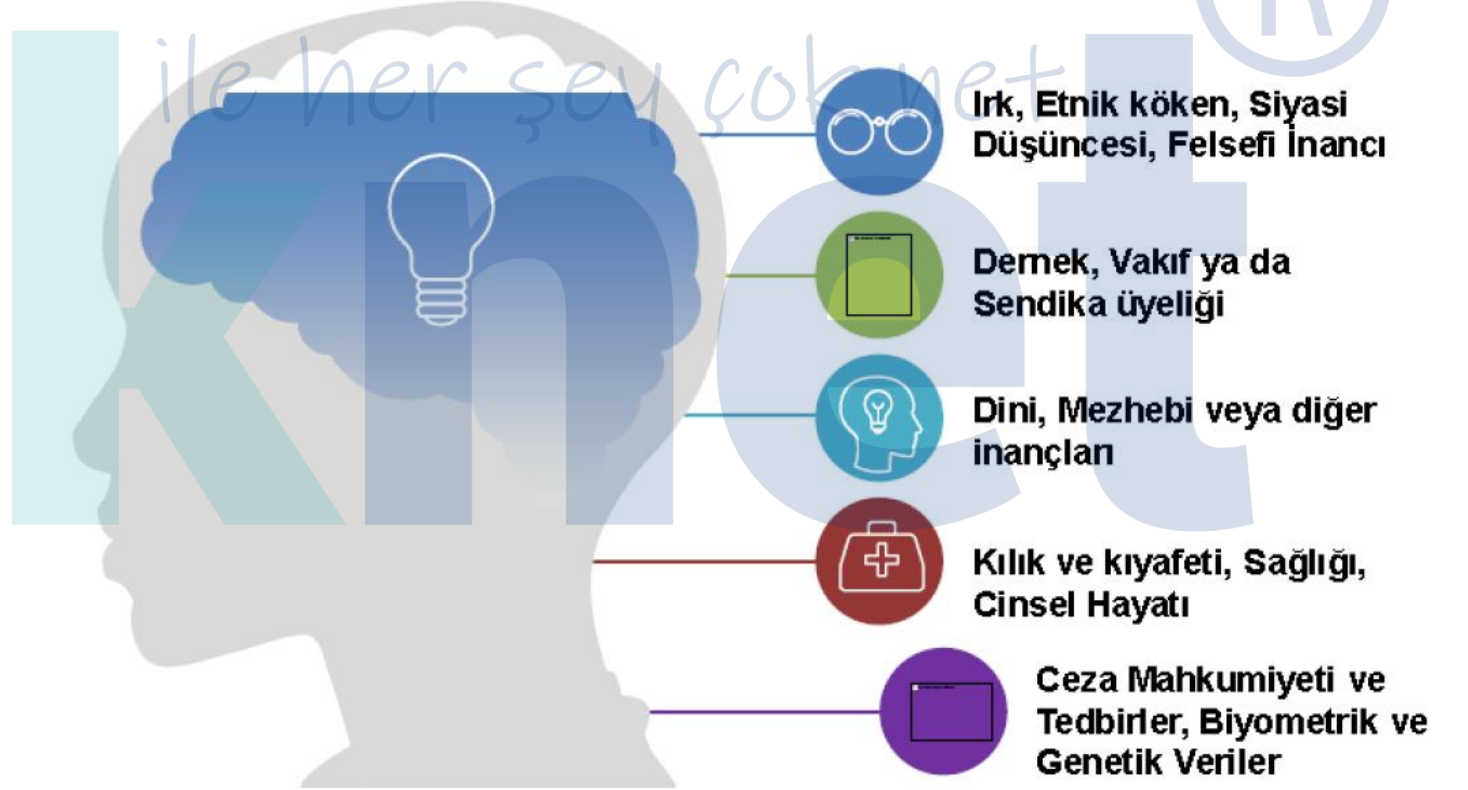 ile her şey çok net
knet
R
Irk, Etnik köken, Siyasi
Düşüncesi, Felsefi İnancı
Dernek, Vakıf ya da
Sendika üyeliği
Dini, Mezhebi veya diğer
inançları
Kılık ve kıyafeti, Sağlığı,
Cinsel Hayatı
Ceza Mahkumiyeti ve
Tedbirler, Biyometrik ve
Genetik Veriler